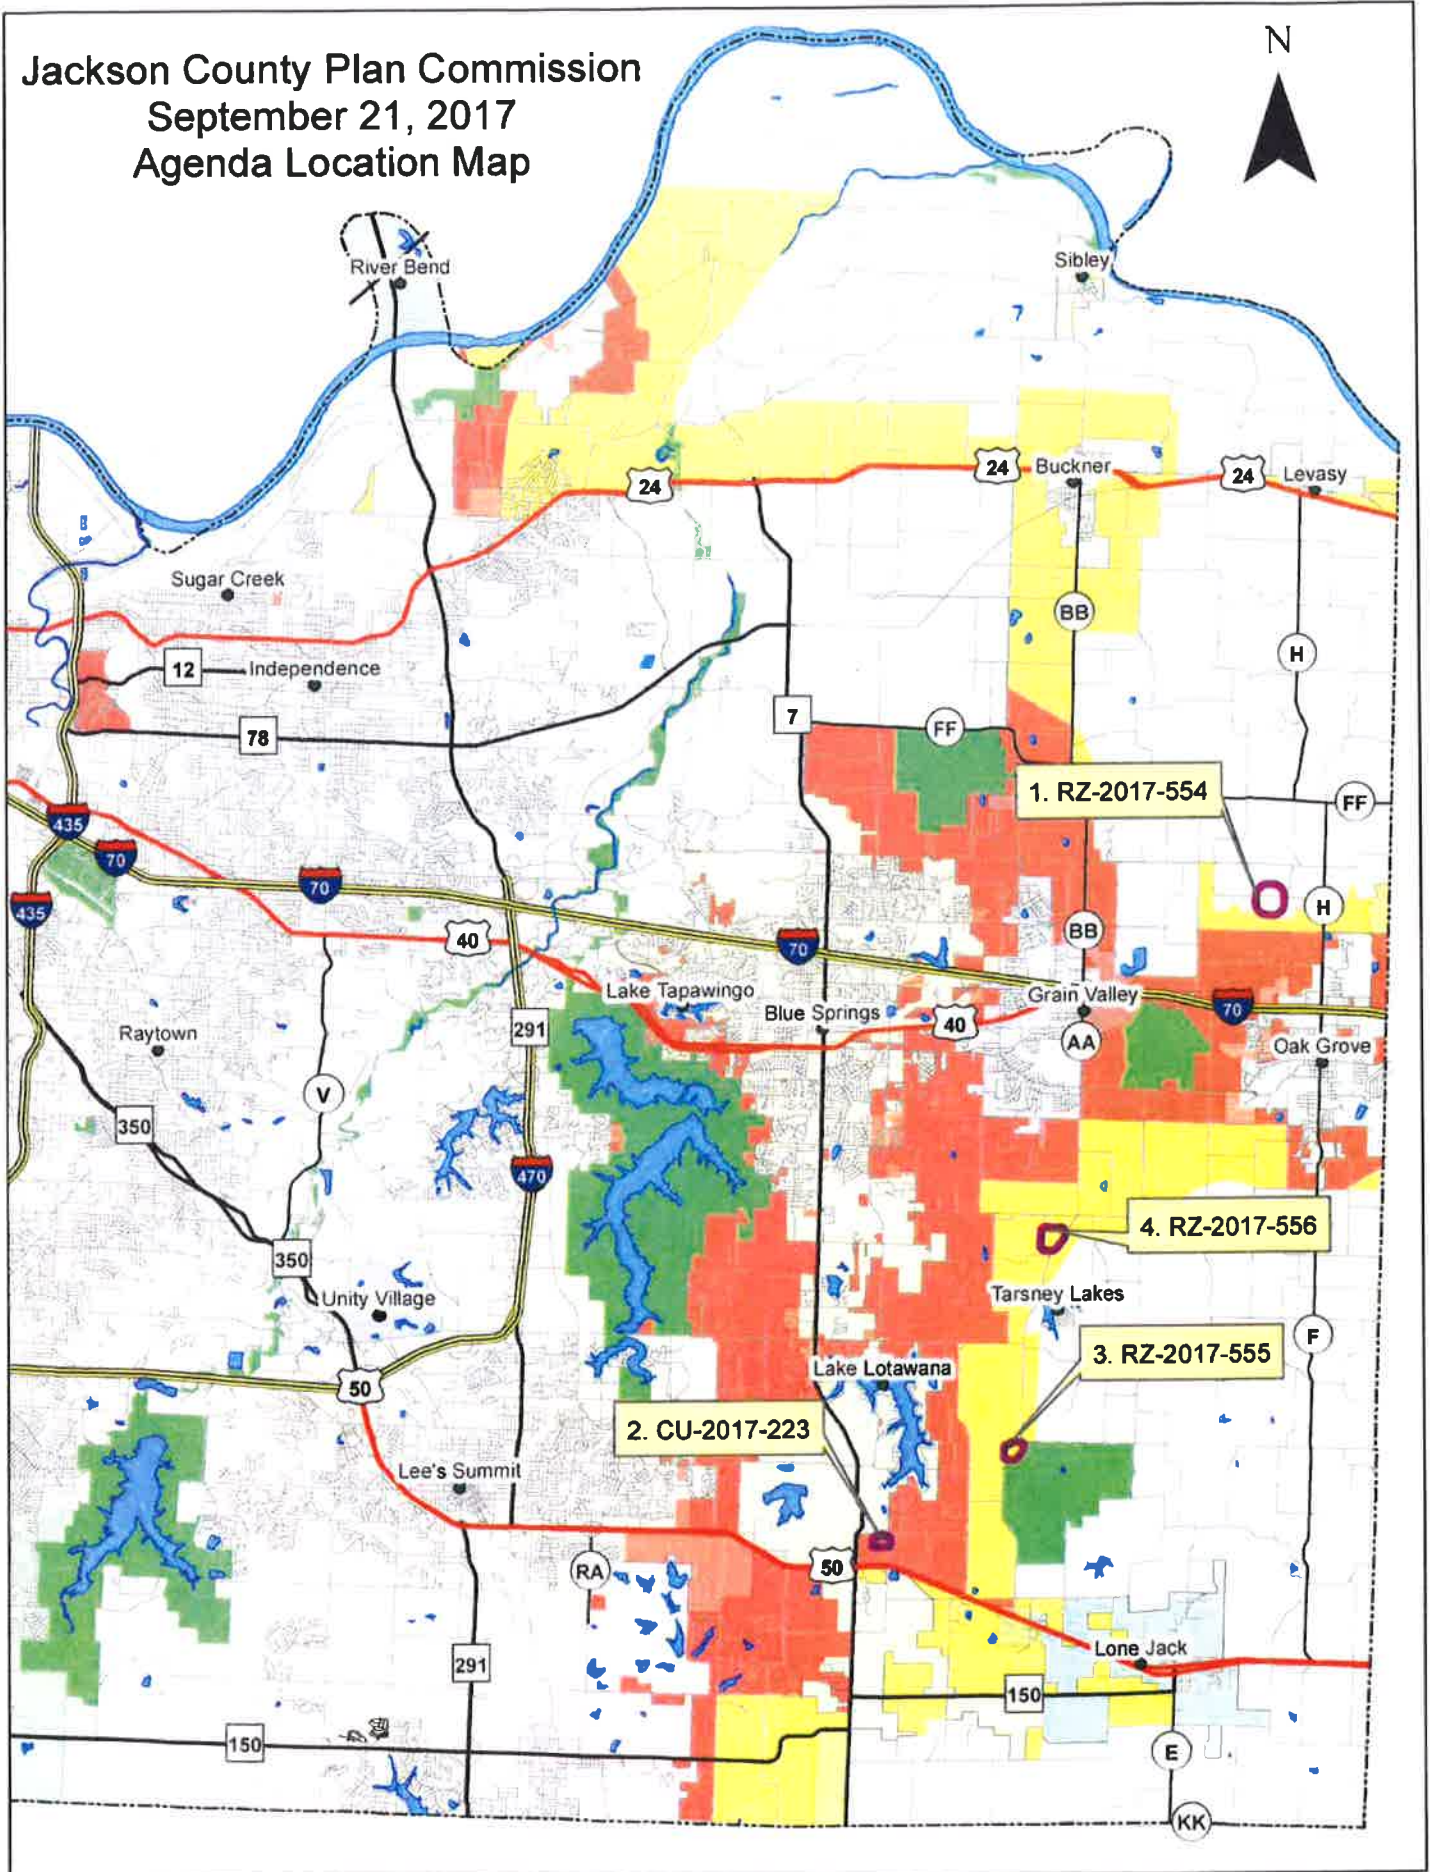 Jackson County Plan Commission
September 21, 2017
Agenda Location Map
N
River Bend
Sibley
24
Buckner
24
24
Levasy
Sugar Creek
BB
12
Independence
H
7
78
FF
1. RZ-2017-554
FF
435
70
70
435
H
40
BB
70
Lake Tapawingo
Grain Valley
70
Blue Springs
40
291
Raytown
AA
Oak Grove
V
350
470
4. RZ-2017-556
350
Unity Village
Tarsney Lakes
F
3. RZ-2017-555
Lake Lotawana
50
2. CU-2017-223
Lee's Summit
50
RA
Lone Jack
291
150
150
E
KK